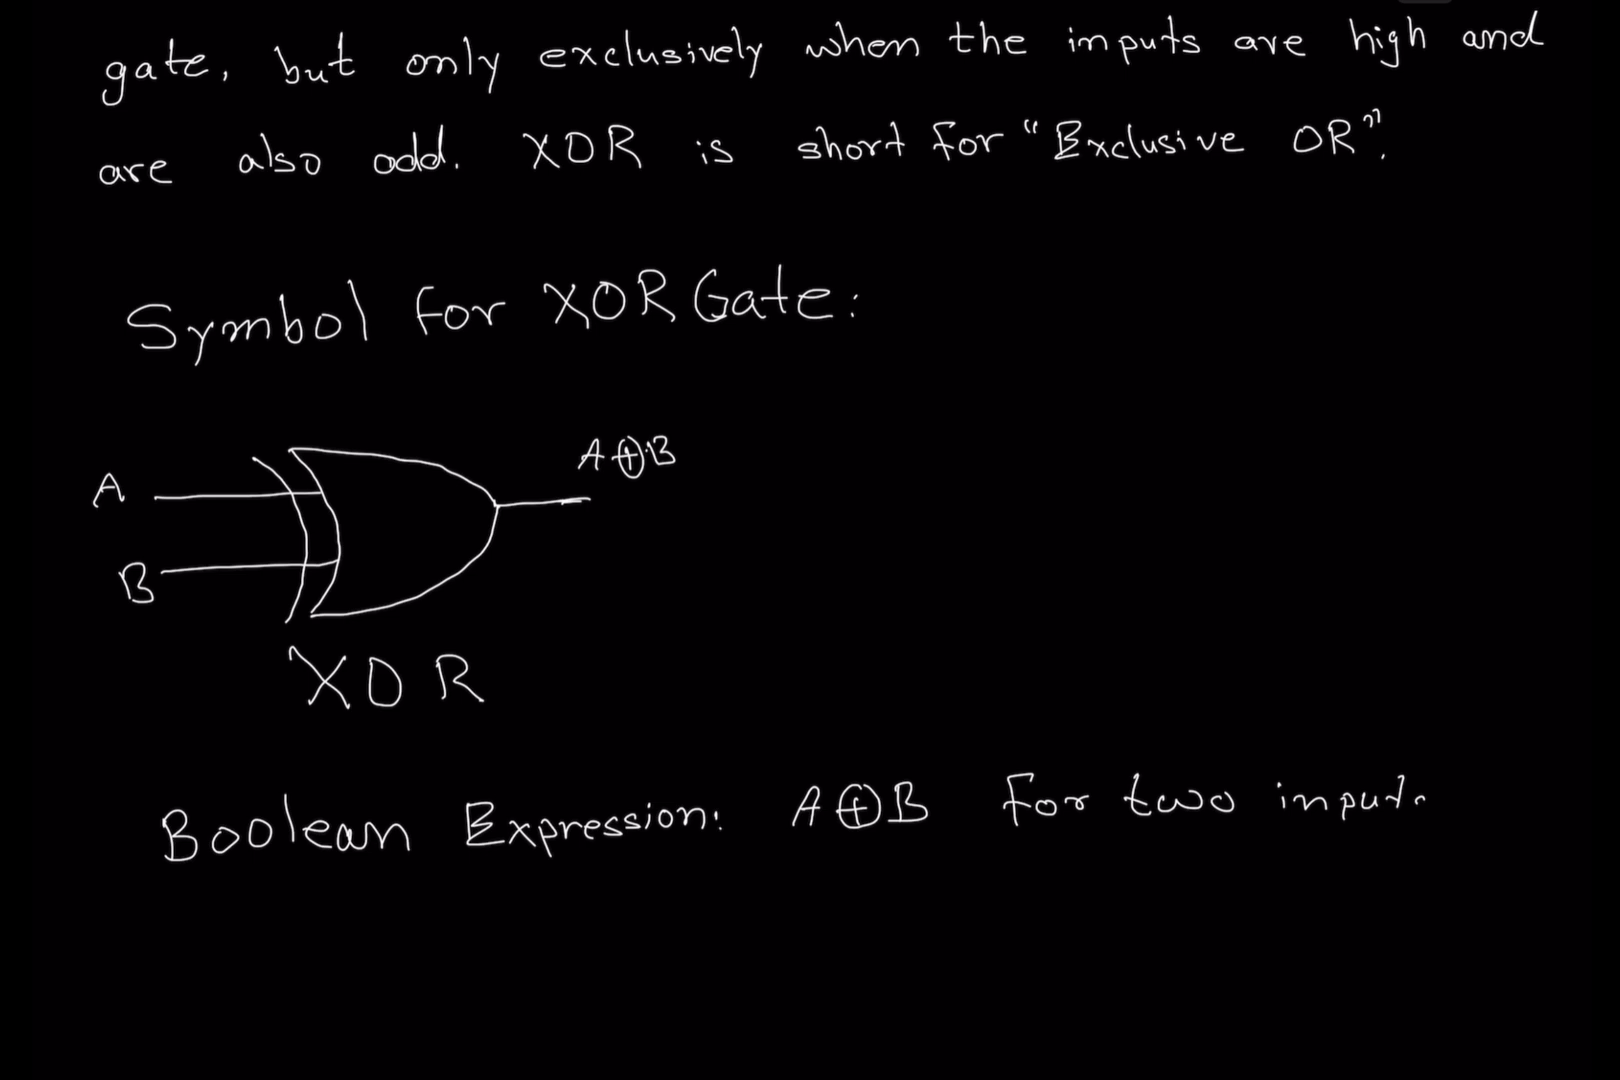 gate, but only exclusively when the inputs are high and
are also odd. XOR is short for "Exclusive OR".
Symbol for XOR Gate:
A⊕B
A
B
XOR
Boolean Expression: A⊕B for two input.